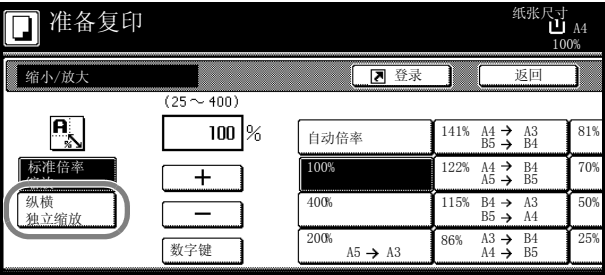 准备复印
纸张尺寸
A4
100%
缩小/放大
登录
返回
(25～400)
100 %
A
%
标准倍率
缩放
纵横
独立缩放
+
−
数字键
自动倍率
100%
400%
200%
A5 → A3
141% A4 → A3
B5 → B4
122% A4 → B4
A5 → B5
115% B4 → A3
B5 → A4
86% A3 → B4
A4 → B5
81%
70%
50%
25%